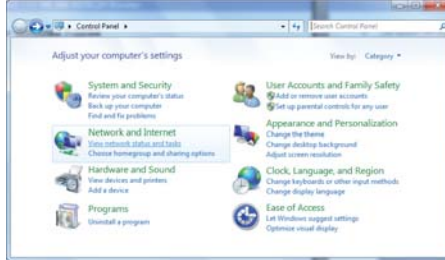 Control Panel
Search Control Panel
Adjust your computer's settings
View by: Category
System and Security
Review your computer's status
Back up your computer
Find and fix problems
Network and Internet
View network status and tasks
Choose homegroup and sharing options
Hardware and Sound
View devices and printers
Add a device
Programs
Uninstall a program
User Accounts and Family Safety
Add or remove user accounts
Set up parental controls for any user
Appearance and Personalization
Change the theme
Change desktop background
Adjust screen resolution
Clock, Language, and Region
Change keyboards or other input methods
Change display language
Ease of Access
Let Windows suggest settings
Optimize visual display